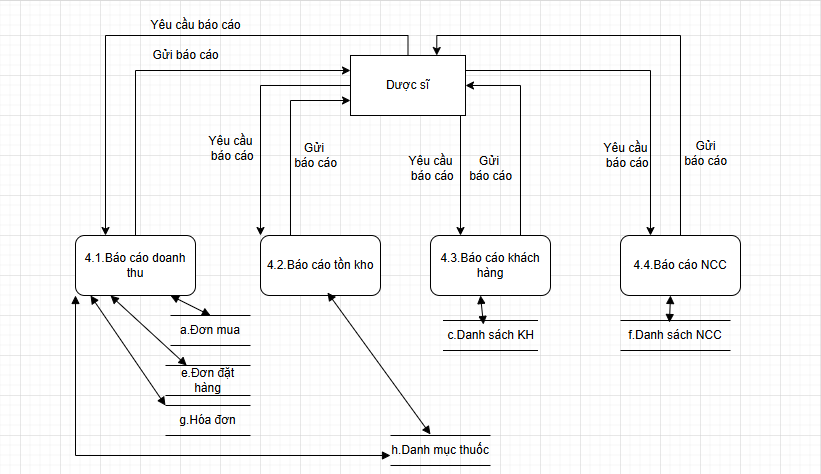 Yêu cầu báo cáo
Gửi báo cáo
Dược sĩ
Yêu cầu
báo cáo
Gửi
báo cáo
Yêu cầu
báo cáo
Gửi
báo cáo
Yêu cầu
báo cáo
Gửi
báo cáo
4.1.Báo cáo doanh
thu
4.2.Báo cáo tồn kho
4.3.Báo cáo khách
hàng
4.4.Báo cáo NCC
a.Đơn mua
c.Danh sách KH
f.Danh sách NCC
e.Đơn đặt
hàng
g.Hóa đơn
h.Danh mục thuốc